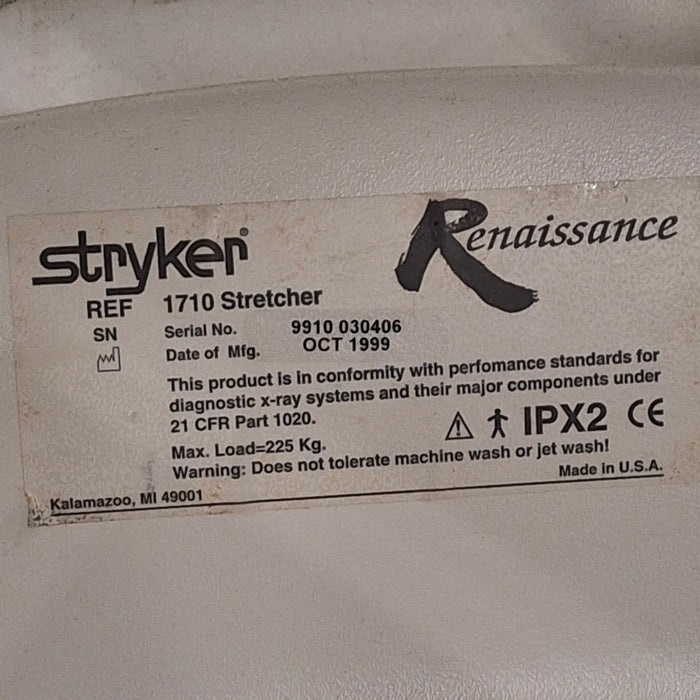 stryker® Renaissance
REF 1710 Stretcher
SN Serial No. 9910 030406
Date of Mfg. OCT 1999
This product is in conformity with perfomance standards for
diagnostic x-ray systems and their major components under
21 CFR Part 1020.
IPX2 CE
Max. Load=225 Kg.
Warning: Does not tolerate machine wash or jet wash!
Made in U.S.A.
Kalamazoo, MI 49001